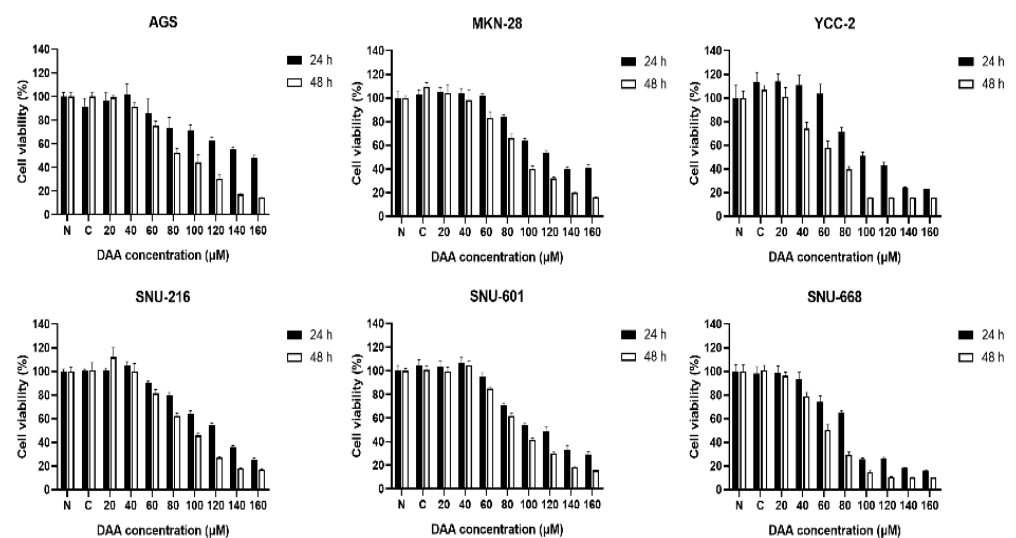 AGS
140
120
100
80
60
40
20
0
Cell viability (%)
24 h
48 h
N C 20 40 60 80 100 120 140 160
DAA concentration (µM)
MKN-28
140
120
100
80
60
40
20
0
Cell viability (%)
24 h
48 h
N C 20 40 60 80 100 120 140 160
DAA concentration (µM)
YCC-2
140
120
100
80
60
40
20
0
Cell viability (%)
24 h
48 h
N C 20 40 60 80 100 120 140 160
DAA concentration (µM)
SNU-216
140
120
100
80
60
40
20
0
Cell viability (%)
24 h
48 h
N C 20 40 60 80 100 120 140 160
DAA concentration (µM)
SNU-601
140
120
100
80
60
40
20
0
Cell viability (%)
24 h
48 h
N C 20 40 60 80 100 120 140 160
DAA concentration (µM)
SNU-668
140
120
100
80
60
40
20
0
Cell viability (%)
24 h
48 h
N C 20 40 60 80 100 120 140 160
DAA concentration (µM)